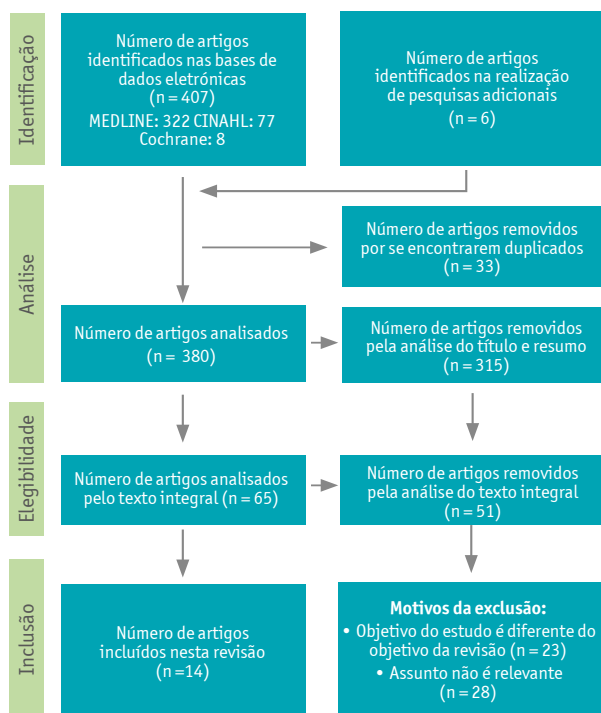 Identificação
Número de artigos
identificados nas bases de
dados eletrónicas
(n = 407)
MEDLINE: 322 CINAHL: 77
Cochrane: 8
Número de artigos
identificados na realização
de pesquisas adicionais
(n = 6)
Análise
Número de artigos removidos
por se encontrarem duplicados
(n = 33)
Número de artigos analisados
(n = 380)
Número de artigos removidos
pela análise do título e resumo
(n = 315)
Elegibilidade
Número de artigos analisados
pelo texto integral (n = 65)
Número de artigos removidos
pela análise do texto integral
(n = 51)
Inclusão
Número de artigos
incluídos nesta revisão
(n =14)
Motivos da exclusão:
• Objetivo do estudo é diferente do
objetivo da revisão (n = 23)
• Assunto não é relevante
(n = 28)